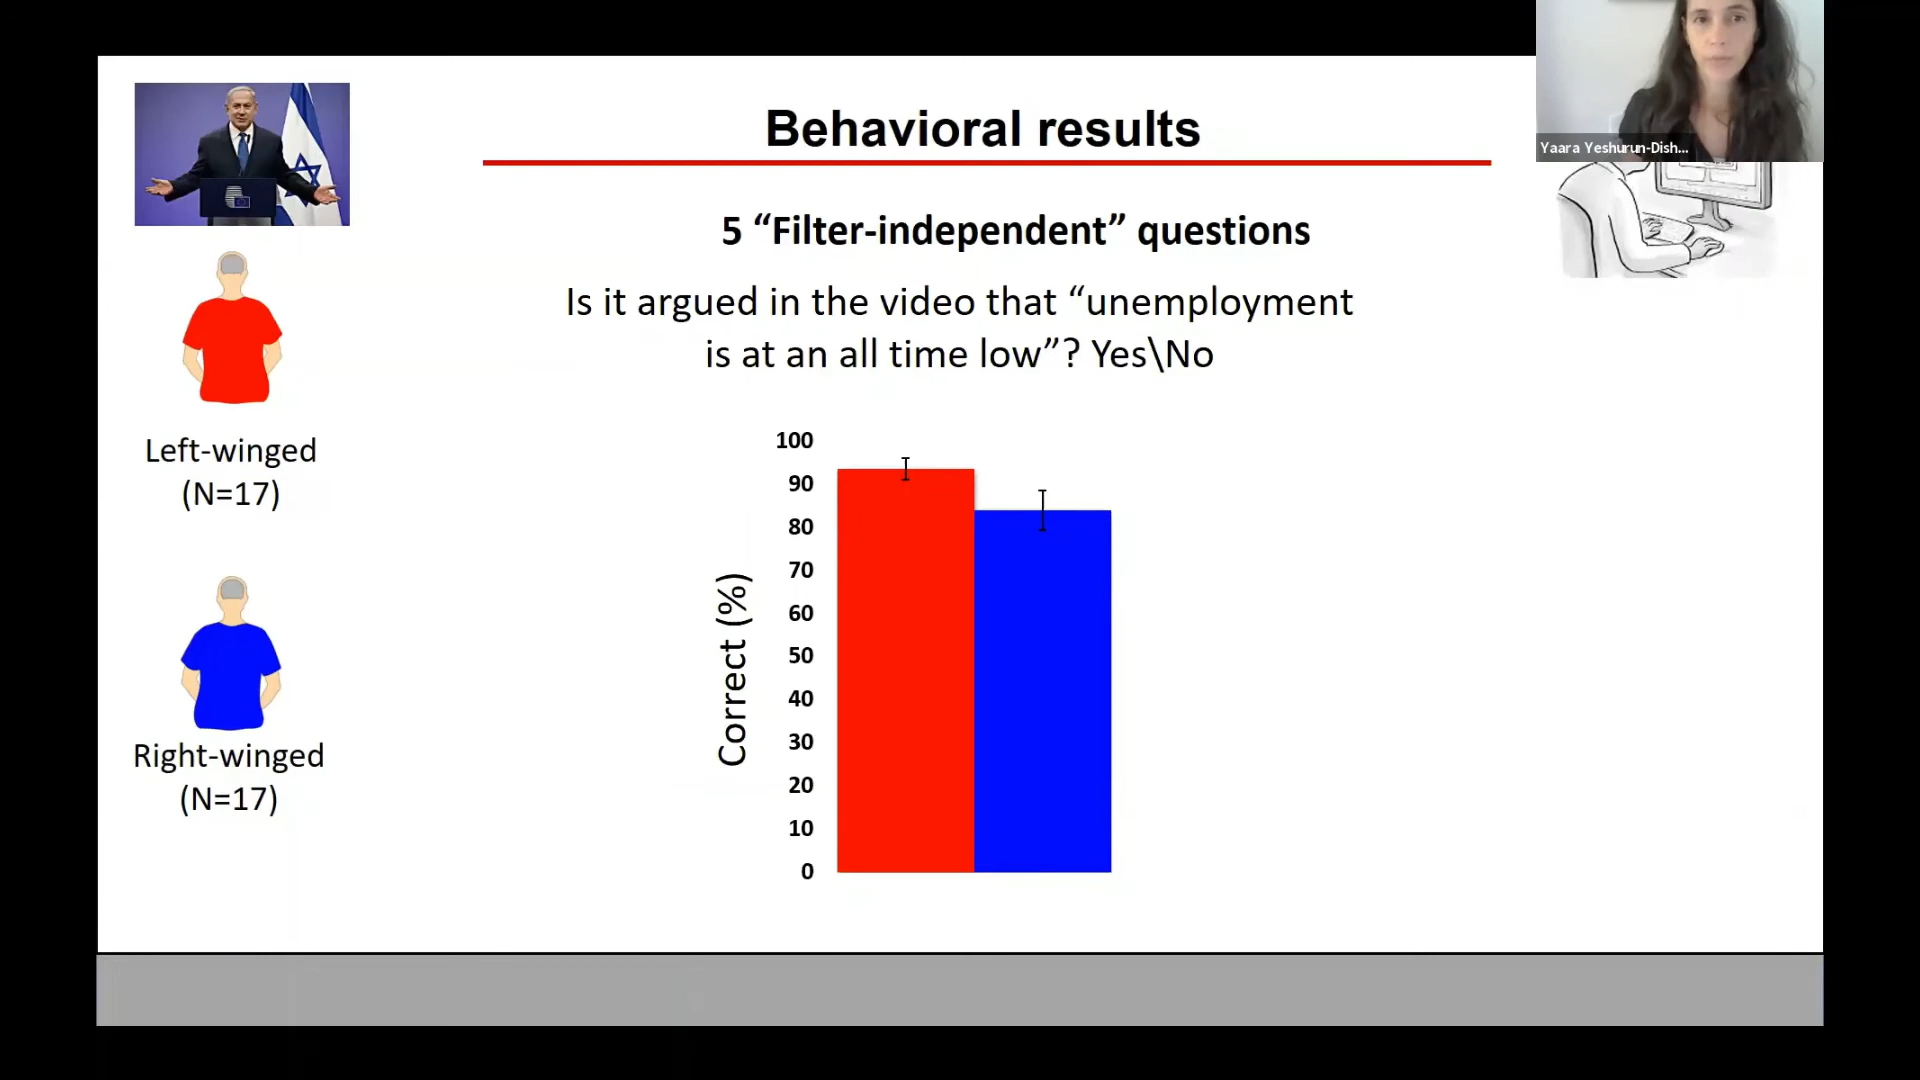 Behavioral results
Yaara Yeshurun-Dish...
5 “Filter-independent” questions
Is it argued in the video that “unemployment
is at an all time low”? Yes\No
Left-winged
(N=17)
Right-winged
(N=17)
Correct (%)
100
90
80
70
60
50
40
30
20
10
0